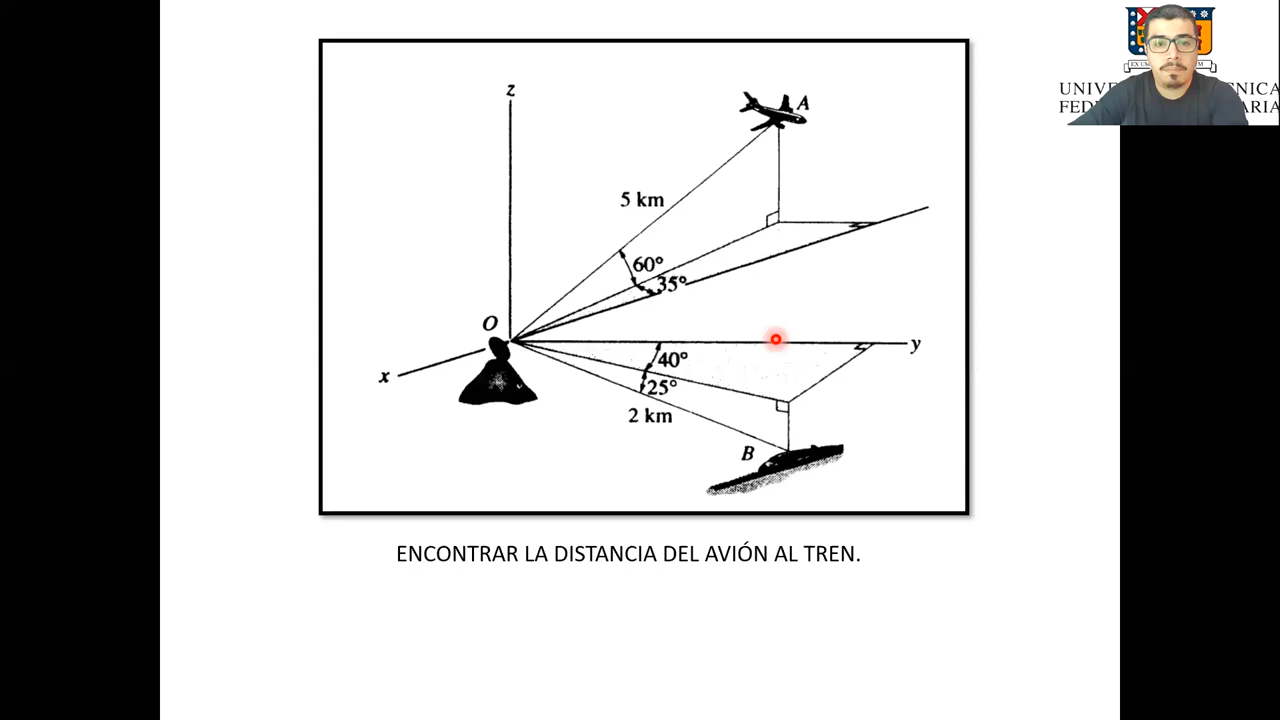 z
A
5 km
60°
35°
O
y
x
40°
25°
2 km
B
ENCONTRAR LA DISTANCIA DEL AVIÓN AL TREN.